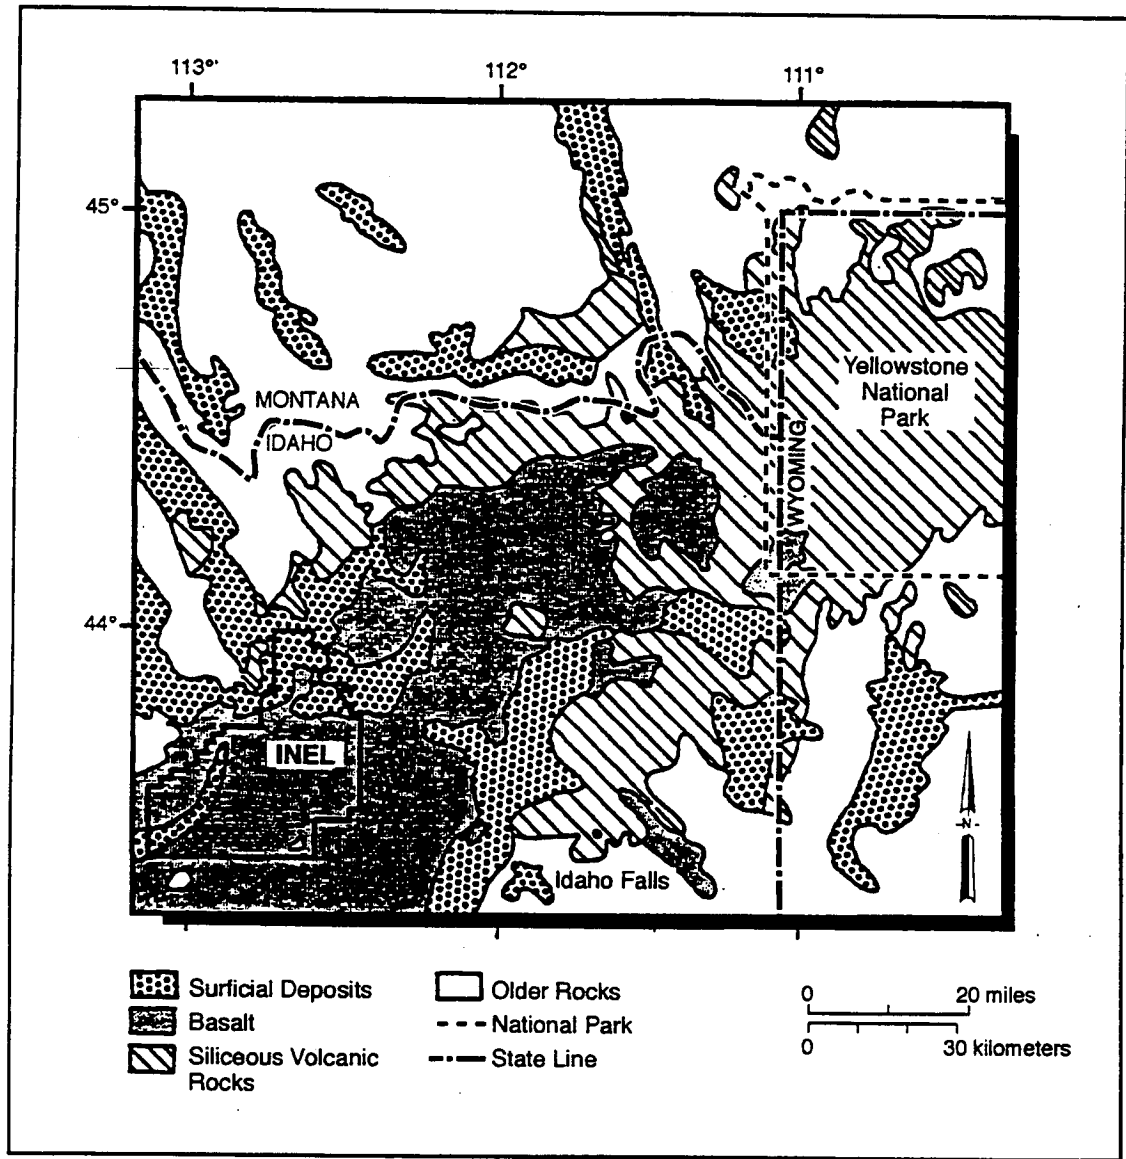 113°
112°
111°
45°
44°
MONTANA
IDAHO
WYOMING
Yellowstone
National
Park
INEL
Idaho Falls
N
Surficial Deposits
Basalt
Siliceous Volcanic
Rocks
Older Rocks
National Park
State Line
0 20 miles
0 30 kilometers